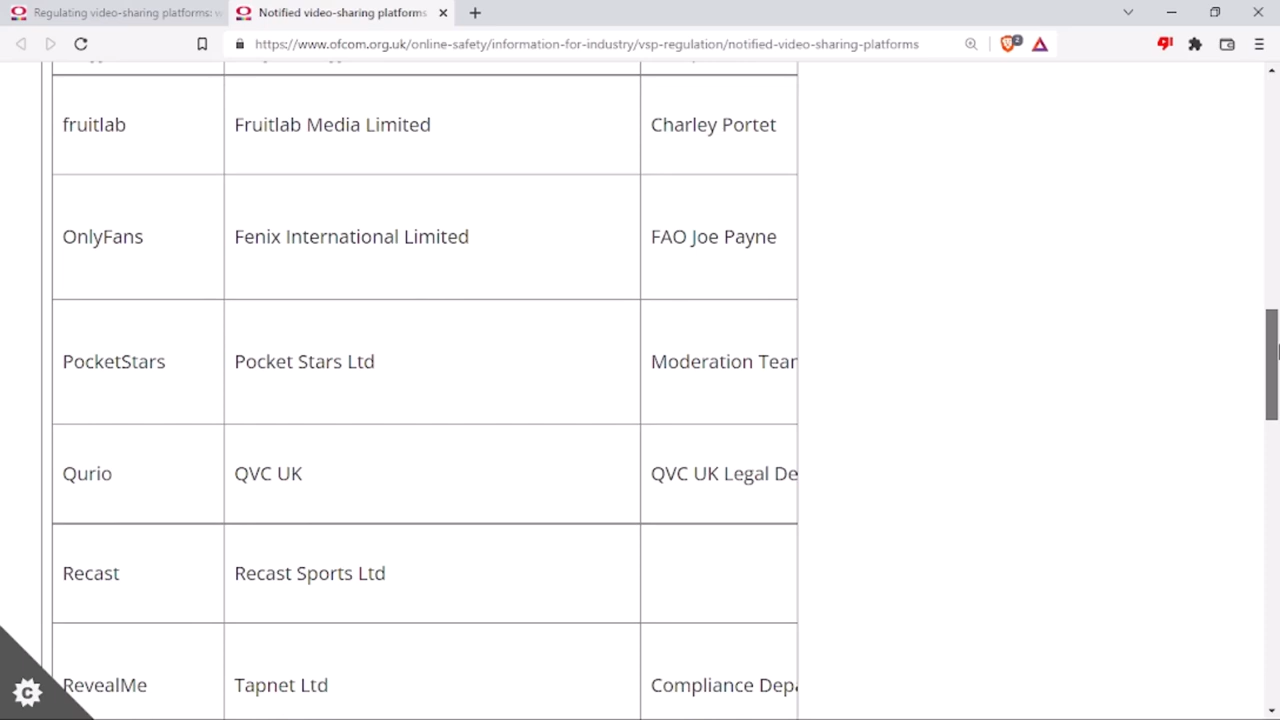 Regulating video-sharing platforms: w
Notified video-sharing platforms
https://www.ofcom.org.uk/online-safety/information-for-industry/vsp-regulation/notified-video-sharing-platforms
2
fruitlab Fruitlab Media Limited Charley Portet
OnlyFans Fenix International Limited FAO Joe Payne
PocketStars Pocket Stars Ltd Moderation Tear
Qurio QVC UK QVC UK Legal De
Recast Recast Sports Ltd
RevealMe Tapnet Ltd Compliance Depa
C